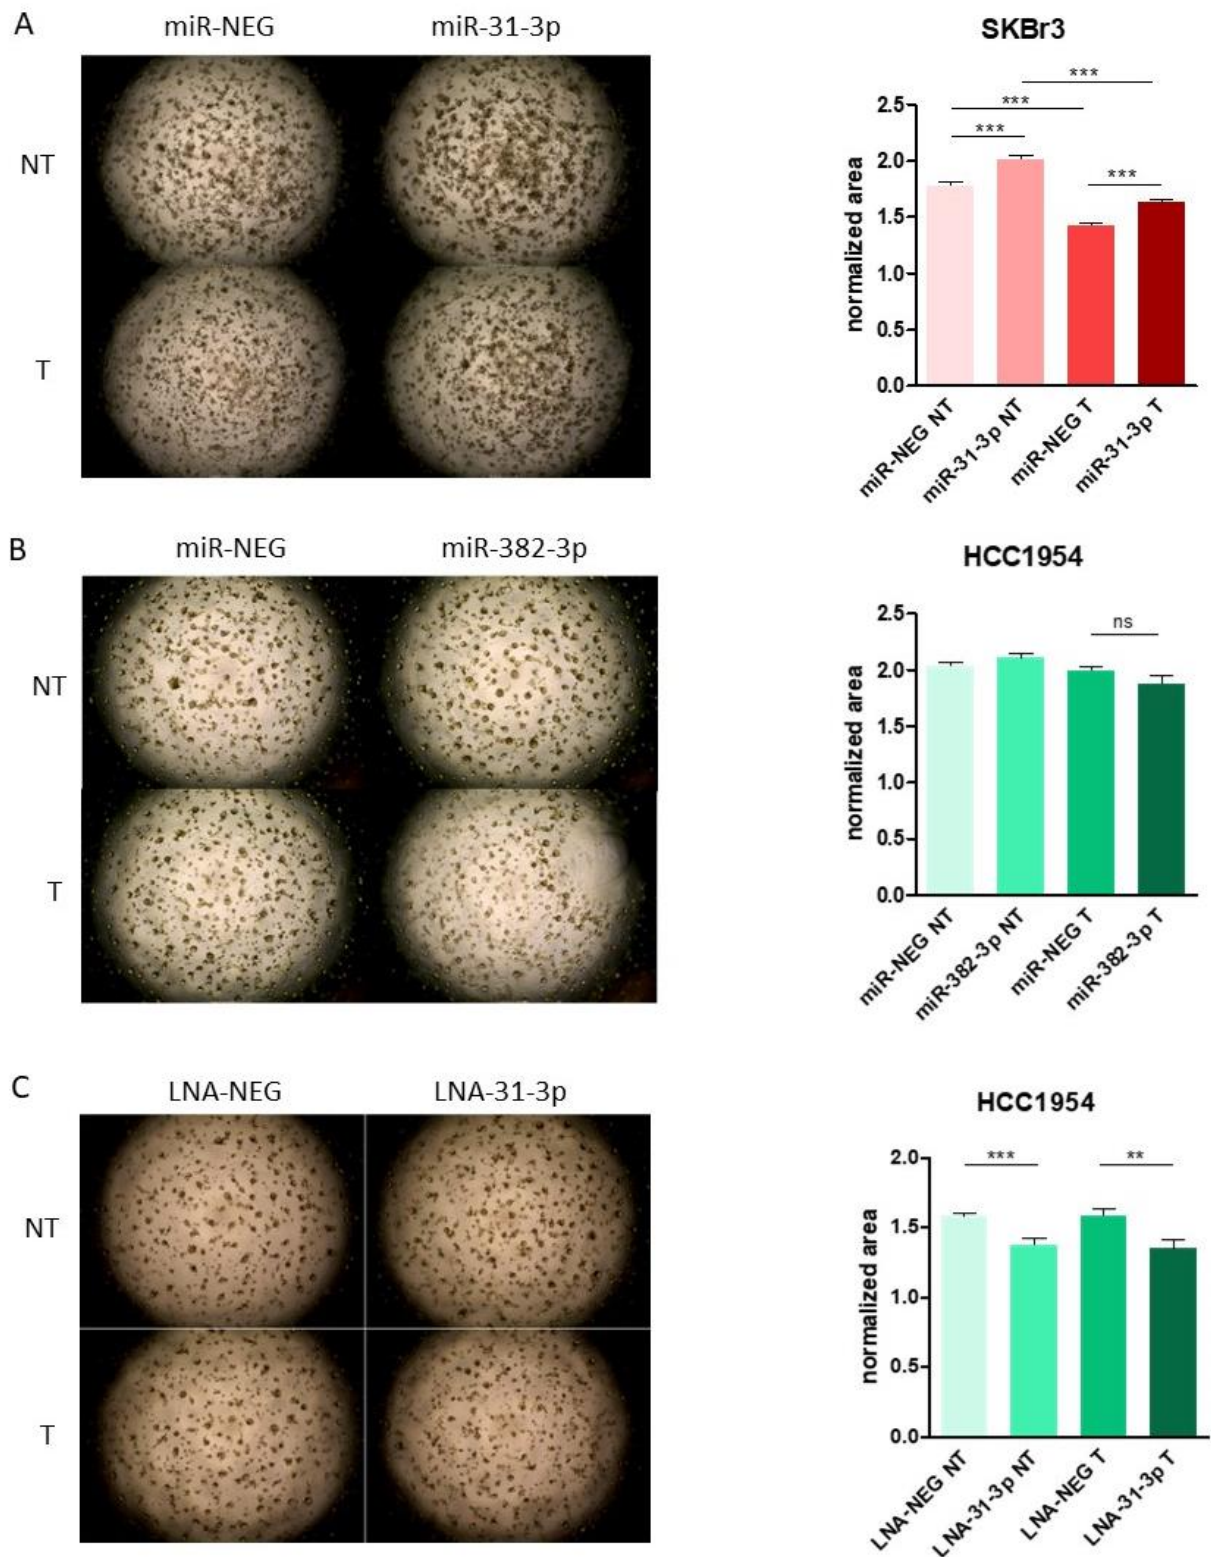 A
miR-NEG miR-31-3p
NT
T
SKBr3
***
***
***
***
2.5
2.0
1.5
1.0
0.5
0.0
normalized area
miR-NEG NT
miR-31-3p NT
miR-NEG T
miR-31-3p T
B
miR-NEG miR-382-3p
NT
T
HCC1954
ns
2.5
2.0
1.5
1.0
0.5
0.0
normalized area
miR-NEG NT
miR-382-3p NT
miR-NEG T
miR-382-3p T
C
LNA-NEG LNA-31-3p
NT
T
HCC1954
*** **
2.0
1.5
1.0
0.5
0.0
normalized area
LNA-NEG NT
LNA-31-3p NT
LNA-NEG T
LNA-31-3p T